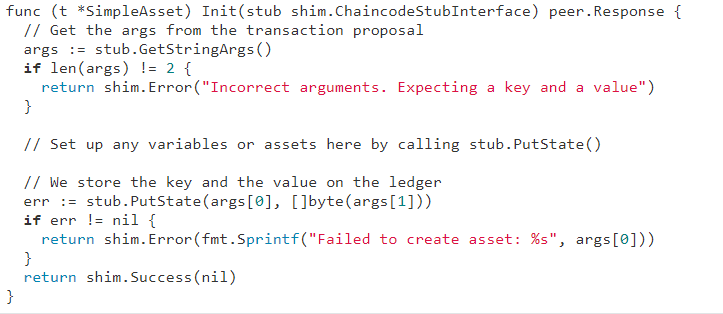 func (t *SimpleAsset) Init(stub shim.ChaincodeStubInterface) peer.Response {
  // Get the args from the transaction proposal
  args := stub.GetStringArgs()
  if len(args) != 2 {
    return shim.Error("Incorrect arguments. Expecting a key and a value")
  }

  // Set up any variables or assets here by calling stub.PutState()

  // We store the key and the value on the ledger
  err := stub.PutState(args[0], []byte(args[1]))
  if err != nil {
    return shim.Error(fmt.Sprintf("Failed to create asset: %s", args[0]))
  }
  return shim.Success(nil)
}